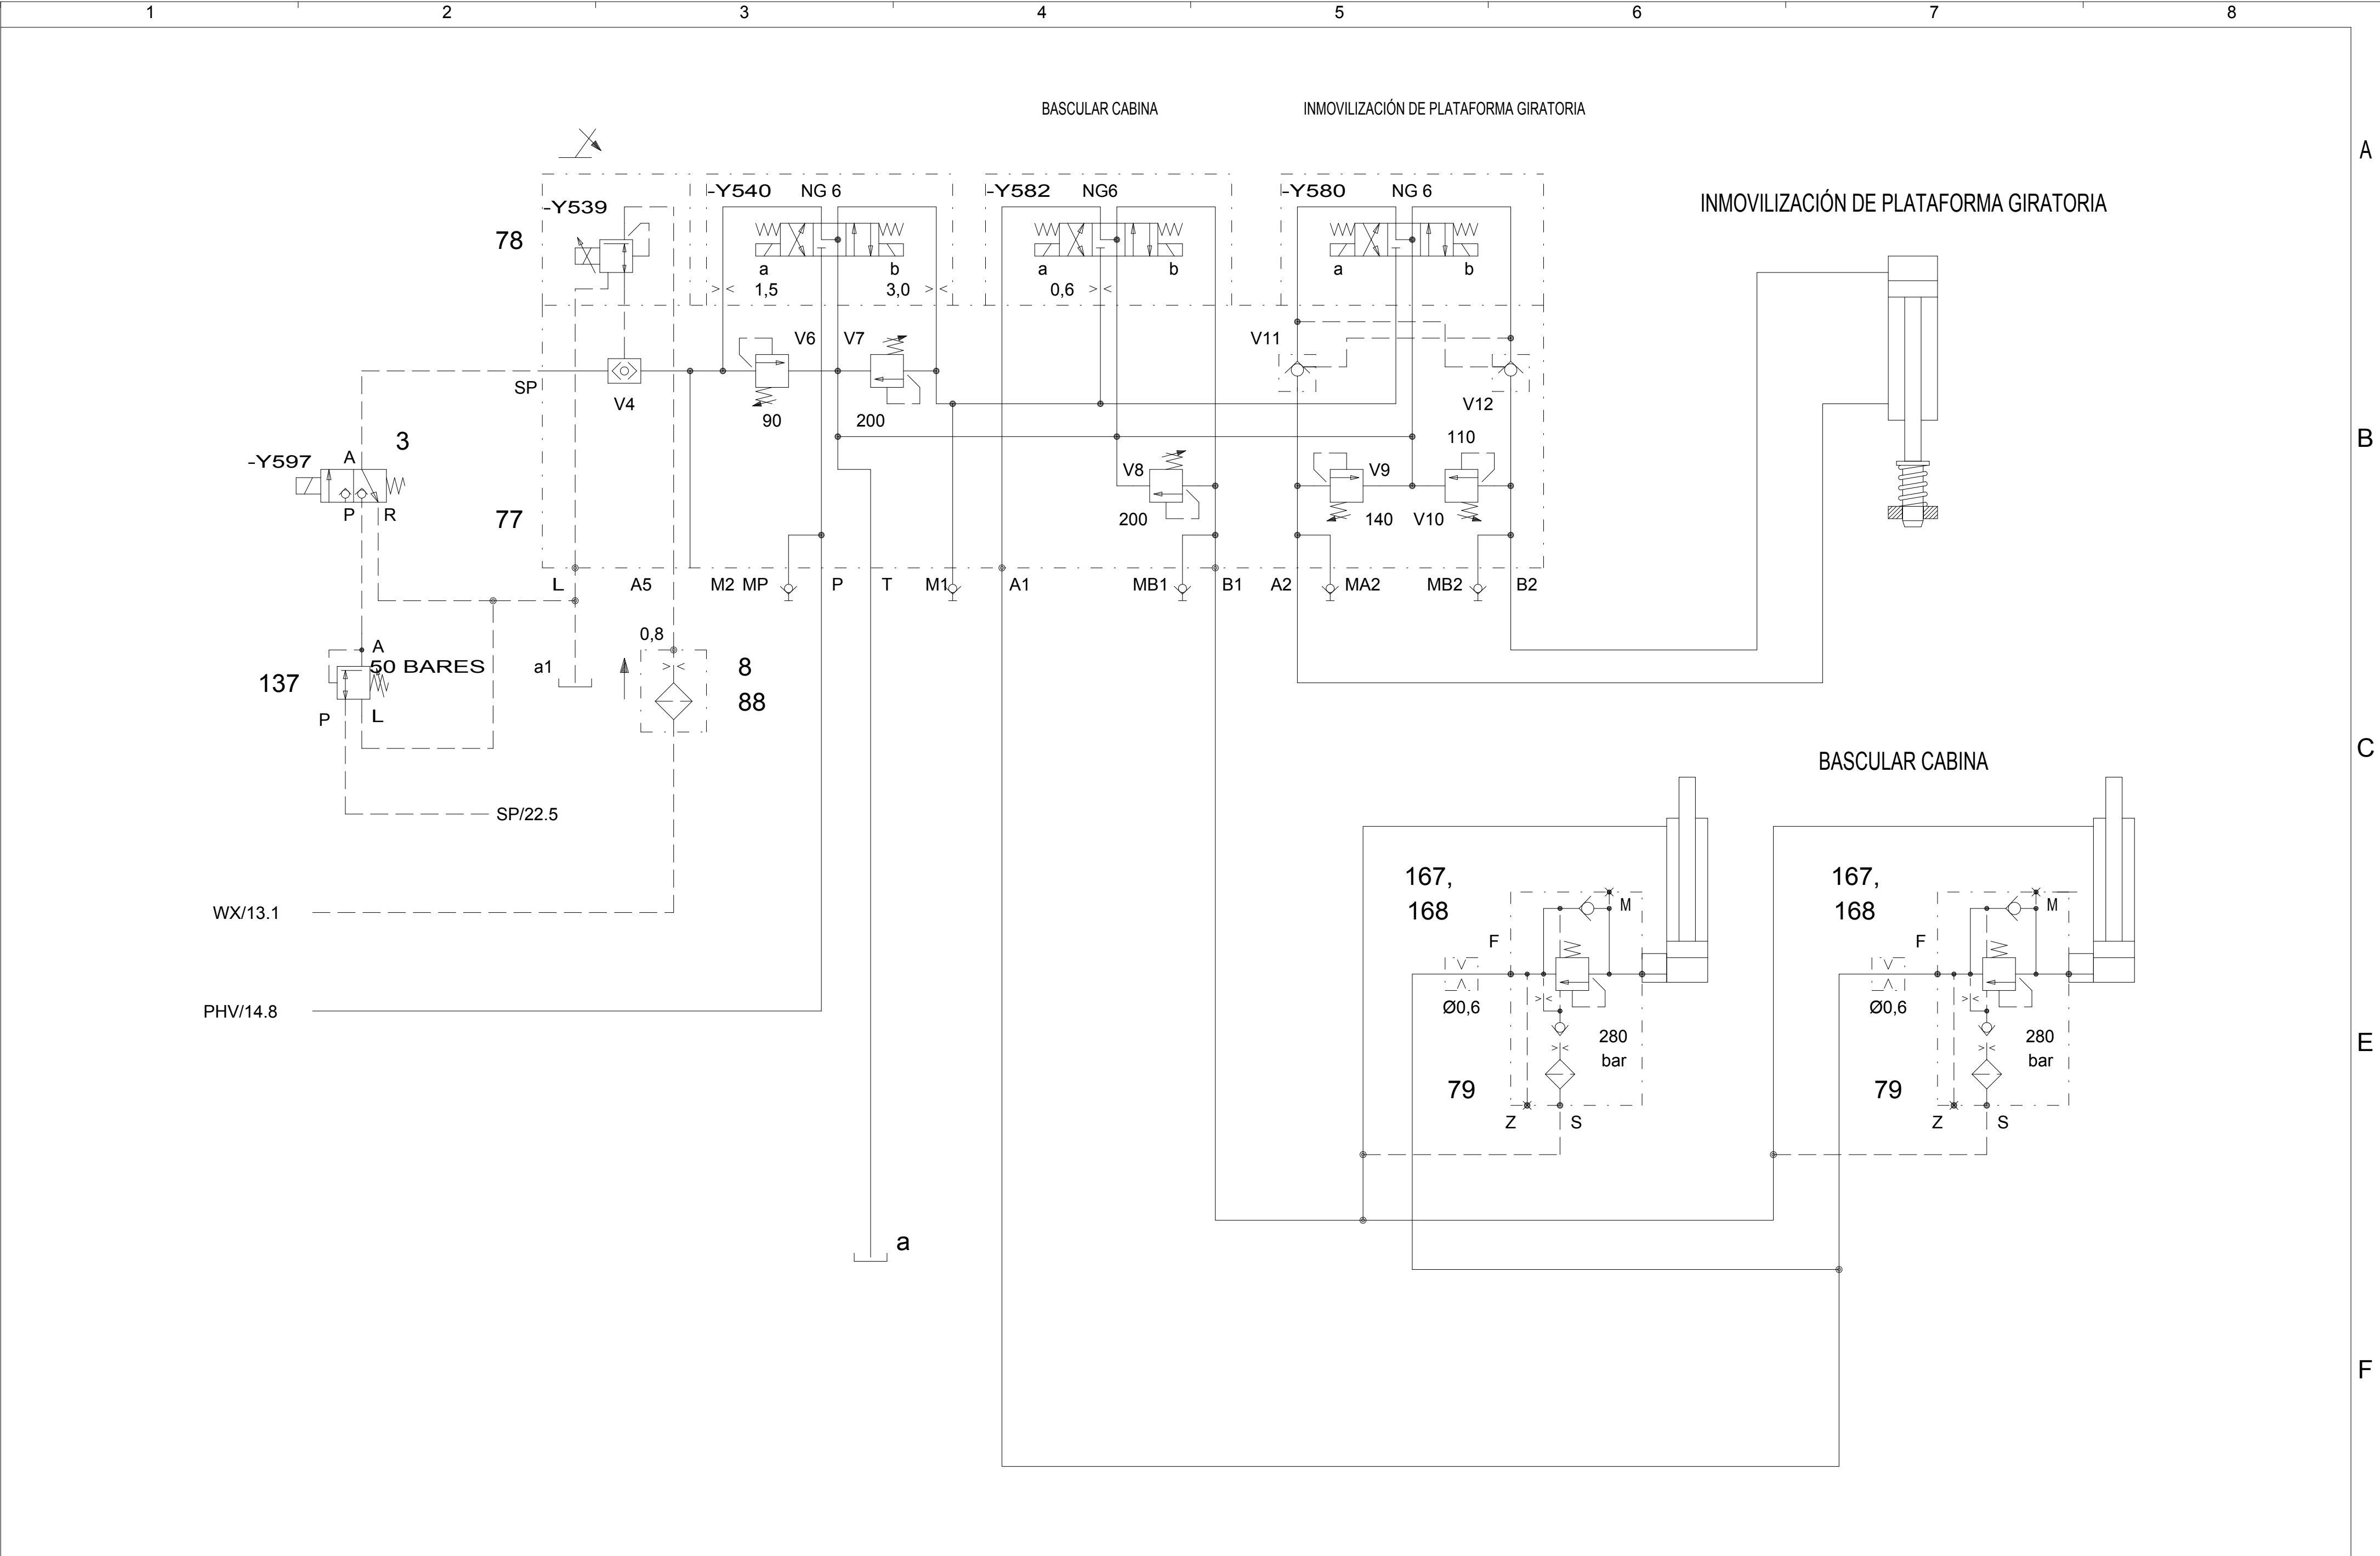 1 2 3 4 5 6 7 8
BASCULAR CABINA INMOVILIZACIÓN DE PLATAFORMA GIRATORIA
A
-Y540 NG 6 -Y582 NG6 -Y580 NG 6
-Y539
INMOVILIZACIÓN DE PLATAFORMA GIRATORIA
78
a b a b a b
1,5 3,0 0,6
V6 V7 V11
SP
V4 V12
90 200
3 110 B
-Y597 A
V8 V9
P R 77 200 140 V10
L A5 M2 MP P T M1 A1 MB1 B1 A2 MA2 MB2 B2
0,8
A
50 BARES a1 8
137
88
P L
C
BASCULAR CABINA
SP/22.5
167, 167,
168 M 168 M
WX/13.1
F F
PHV/14.8 Ø0,6 Ø0,6
280 280 E
bar bar
79 79
Z S Z S
a
F